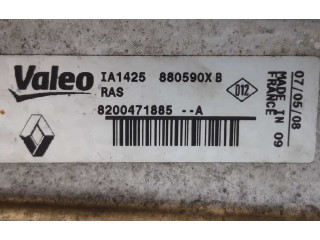 Valeo IA1425 880590X B
RAS
8200471885 --A
D12
07/05/08
MADE IN 09
FRANCE